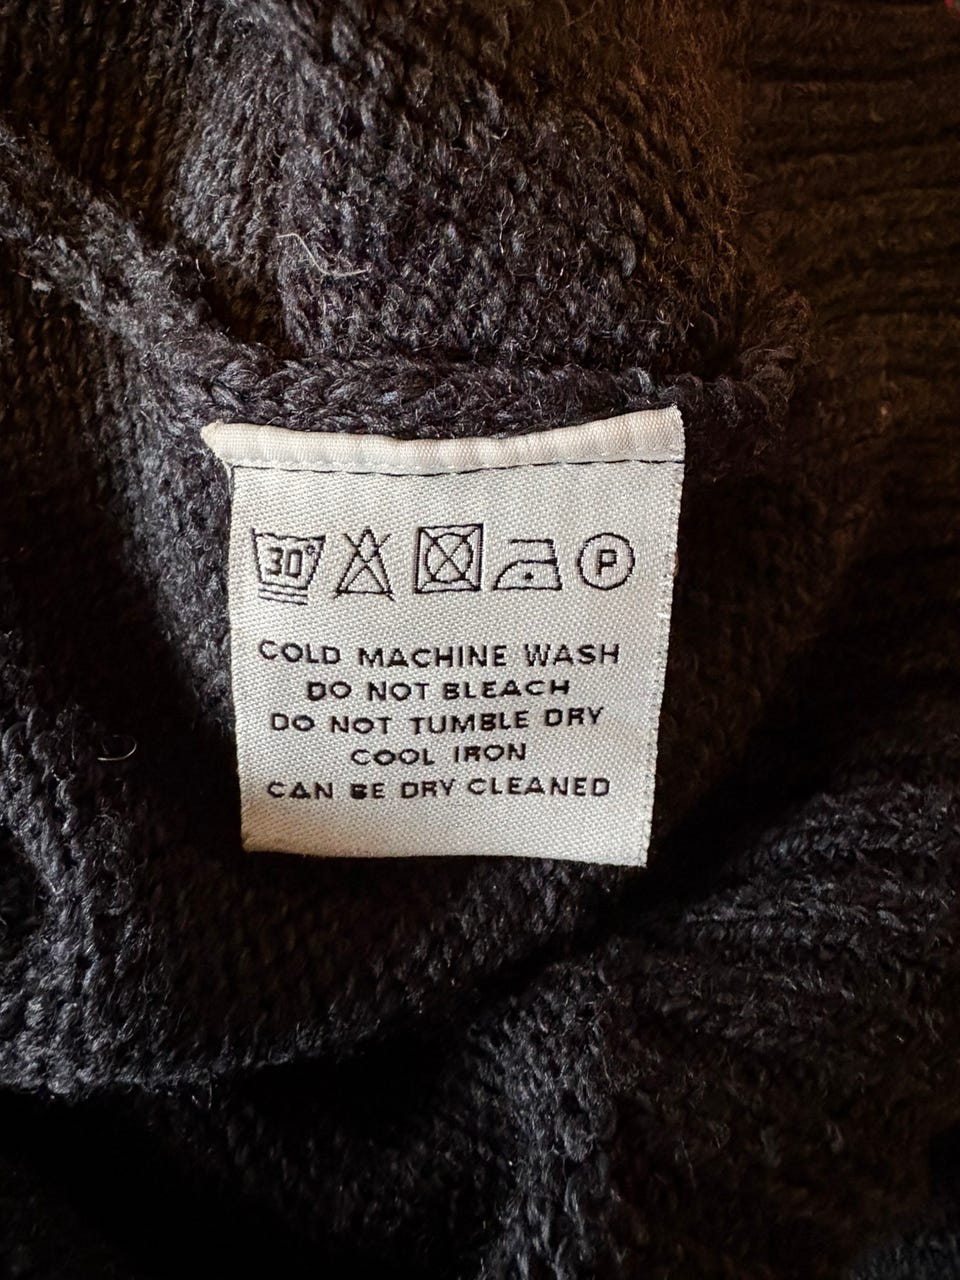 30°
P
COLD MACHINE WASH
DO NOT BLEACH
DO NOT TUMBLE DRY
COOL IRON
CAN BE DRY CLEANED